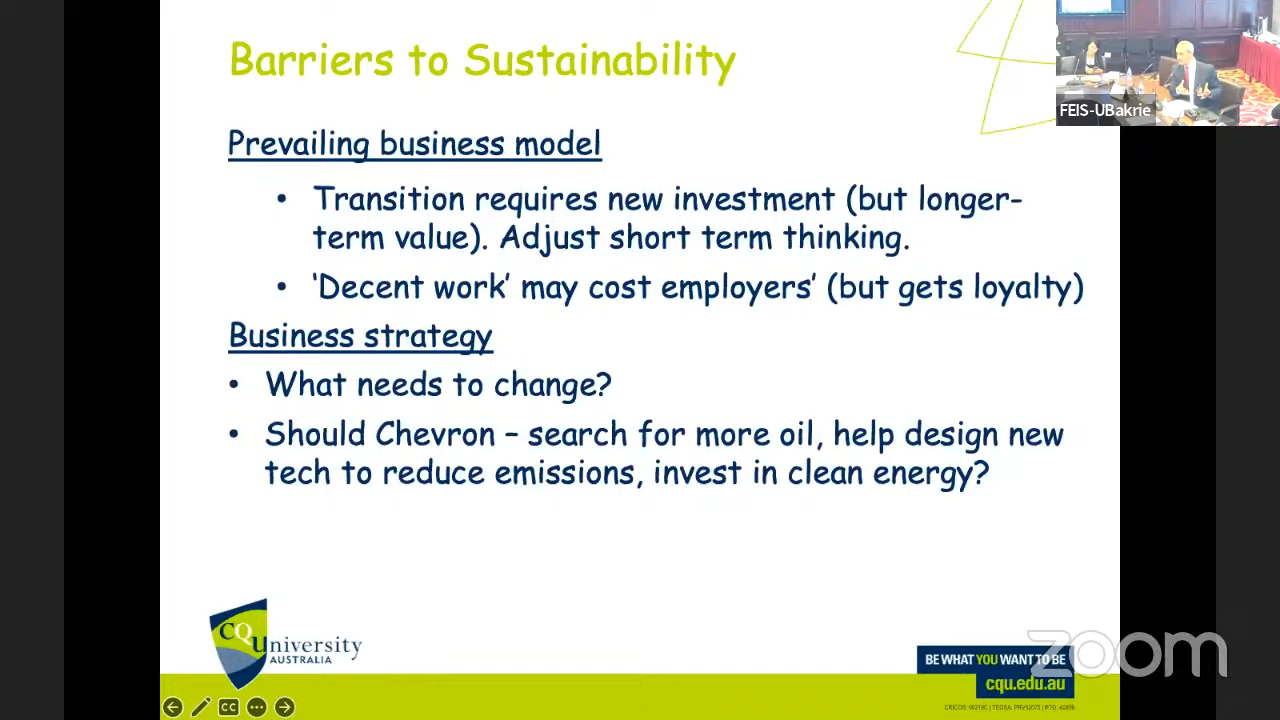 Barriers to Sustainability
FEIS-UBakrie
Prevailing business model
• Transition requires new investment (but longer-
term value). Adjust short term thinking.
• ‘Decent work’ may cost employers’ (but gets loyalty)
Business strategy
• What needs to change?
• Should Chevron – search for more oil, help design new
tech to reduce emissions, invest in clean energy?
CQUniversity
AUSTRALIA
BE WHAT YOU WANT TO BE
cqu.edu.au
zoom
CC